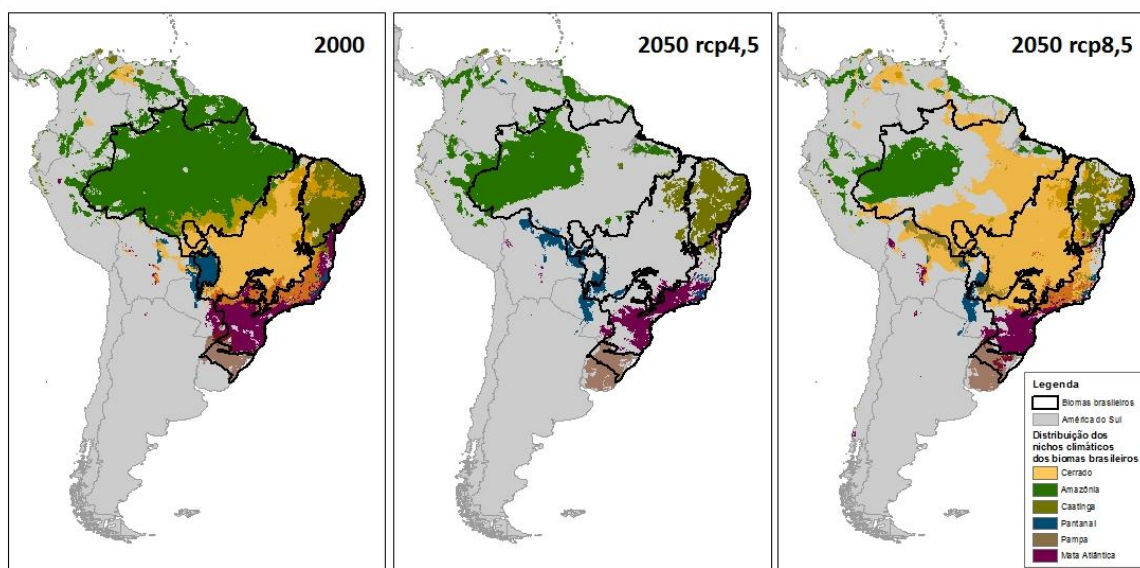 2000
2050 rcp4,5
2050 rcp8,5
Legenda
Biomas brasileiros
América do Sul
Distribuição dos
nichos climáticos
dos biomas brasileiros
Cerrado
Amazônia
Caatinga
Pantanal
Pampa
Mata Atlântica